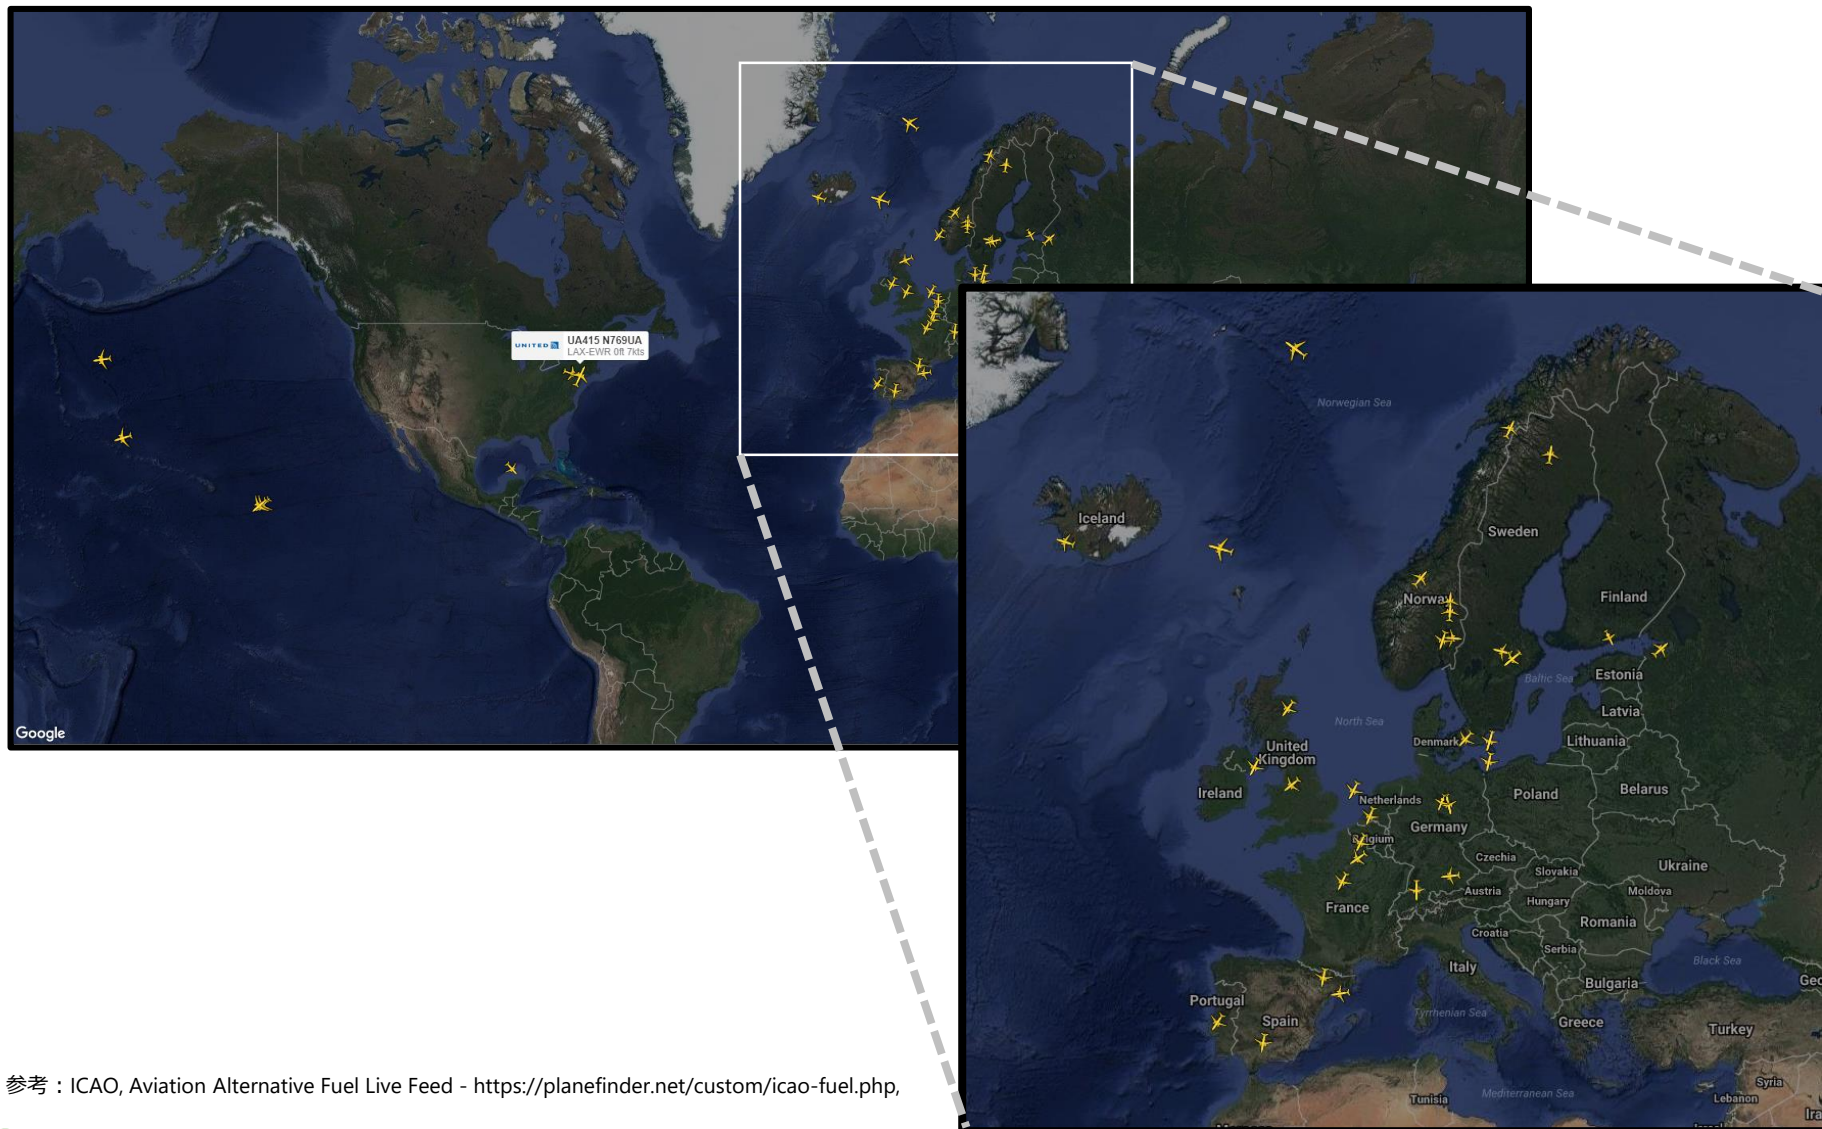 UNITED
UA415 N769UA
LAX-EWR 0ft 7kts
Google
Norwegian Sea
Iceland
Sweden
Norway
Finland
Estonia
Baltic Sea
Latvia
North Sea
Denmark
Lithuania
United
Kingdom
Ireland
Netherlands
Poland
Belarus
Germany
Belgium
Czechia
Slovakia
Ukraine
Austria
Hungary
Moldova
France
Romania
Croatia
Serbia
Black Sea
Italy
Bulgaria
Portugal
Spain
Tyrrhenian Sea
Greece
Turkey
Syria
Tunisia
Mediterranean Sea
Lebanon
参考：ICAO, Aviation Alternative Fuel Live Feed - https://planefinder.net/custom/icao-fuel.php,